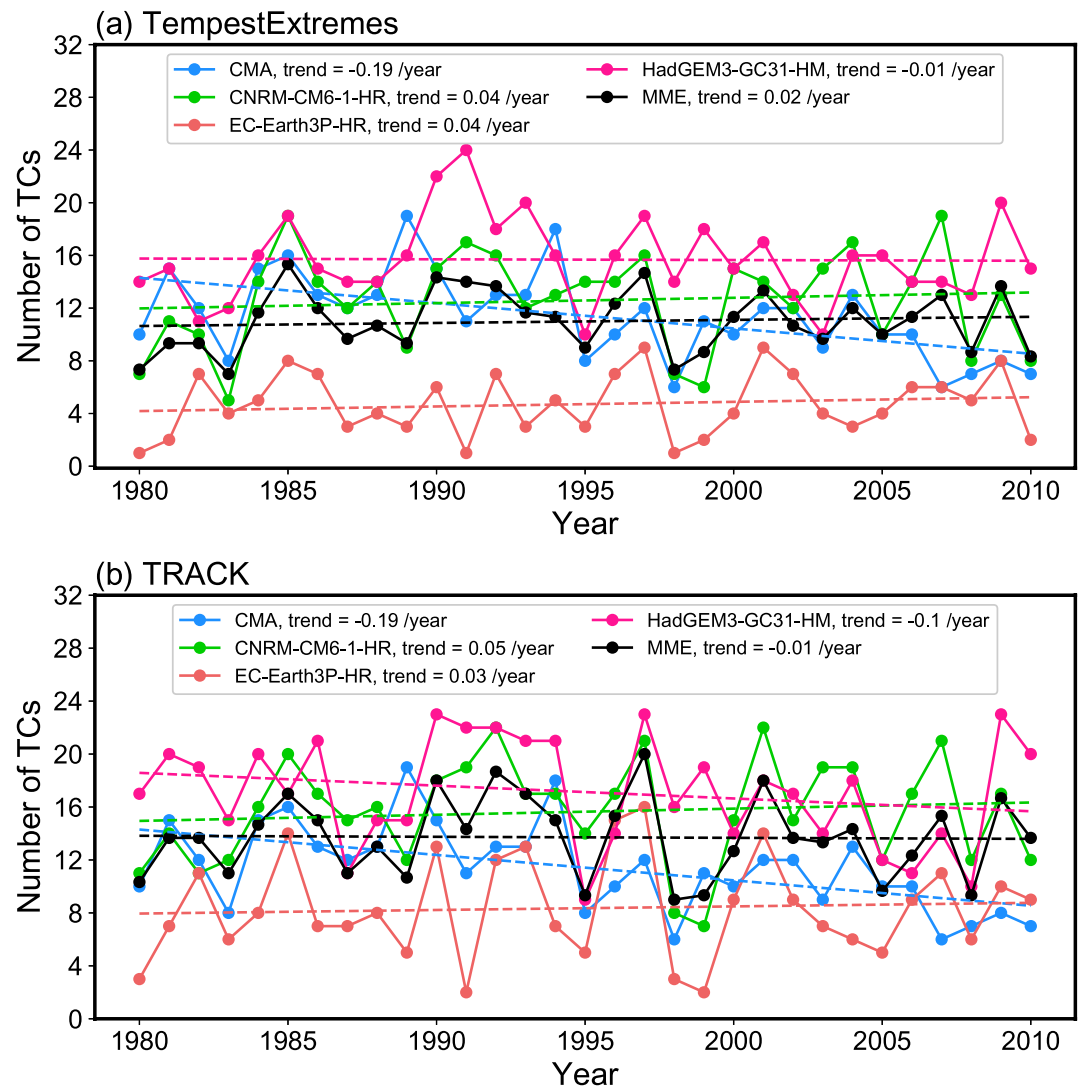 (a) TempestExtremes
32
28
24
20
16
12
8
4
0
Number of TCs
CMA, trend = -0.19 /year
CNRM-CM6-1-HR, trend = 0.04 /year
EC-Earth3P-HR, trend = 0.04 /year
HadGEM3-GC31-HM, trend = -0.01 /year
MME, trend = 0.02 /year
1980 1985 1990 1995 2000 2005 2010
Year
(b) TRACK
32
28
24
20
16
12
8
4
0
Number of TCs
CMA, trend = -0.19 /year
CNRM-CM6-1-HR, trend = 0.05 /year
EC-Earth3P-HR, trend = 0.03 /year
HadGEM3-GC31-HM, trend = -0.1 /year
MME, trend = -0.01 /year
1980 1985 1990 1995 2000 2005 2010
Year